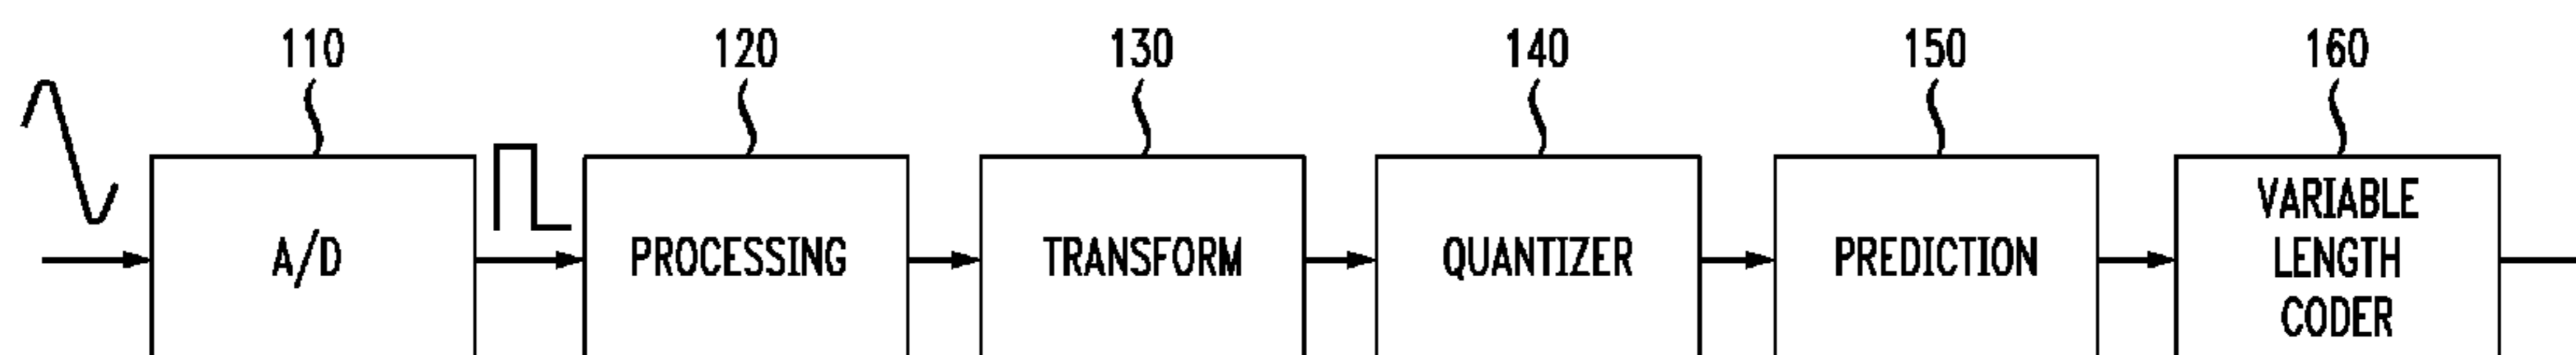 110 120 130 140 150 160
A/D PROCESSING TRANSFORM QUANTIZER PREDICTION VARIABLE
LENGTH
CODER